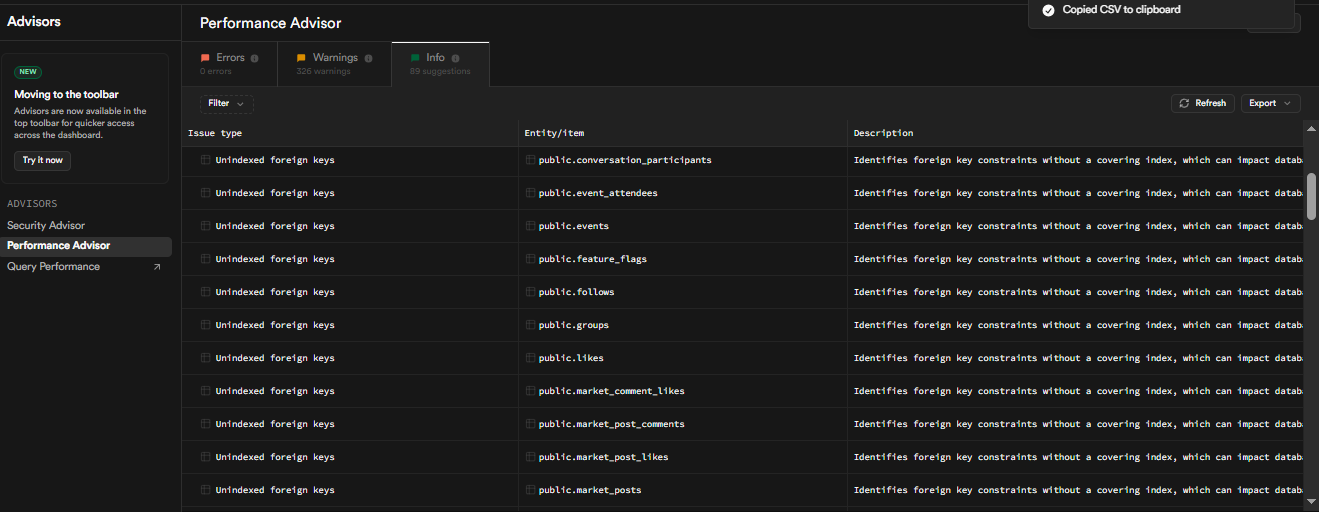 Advisors
Performance Advisor
Copied CSV to clipboard
NEW
Moving to the toolbar
Advisors are now available in the
top toolbar for quicker access
across the dashboard.
Try it now
ADVISORS
Security Advisor
Performance Advisor
Query Performance
Errors
0 errors
Warnings
326 warnings
Info
89 suggestions
Filter
Refresh
Export
Issue type Entity/item Description
Unindexed foreign keys public.conversation_participants Identifies foreign key constraints without a covering index, which can impact datab
Unindexed foreign keys public.event_attendees Identifies foreign key constraints without a covering index, which can impact datab
Unindexed foreign keys public.events Identifies foreign key constraints without a covering index, which can impact datab
Unindexed foreign keys public.feature_flags Identifies foreign key constraints without a covering index, which can impact datab
Unindexed foreign keys public.follows Identifies foreign key constraints without a covering index, which can impact datab
Unindexed foreign keys public.groups Identifies foreign key constraints without a covering index, which can impact datab
Unindexed foreign keys public.likes Identifies foreign key constraints without a covering index, which can impact datab
Unindexed foreign keys public.market_comment_likes Identifies foreign key constraints without a covering index, which can impact datab
Unindexed foreign keys public.market_post_comments Identifies foreign key constraints without a covering index, which can impact datab
Unindexed foreign keys public.market_post_likes Identifies foreign key constraints without a covering index, which can impact datab
Unindexed foreign keys public.market_posts Identifies foreign key constraints without a covering index, which can impact datab